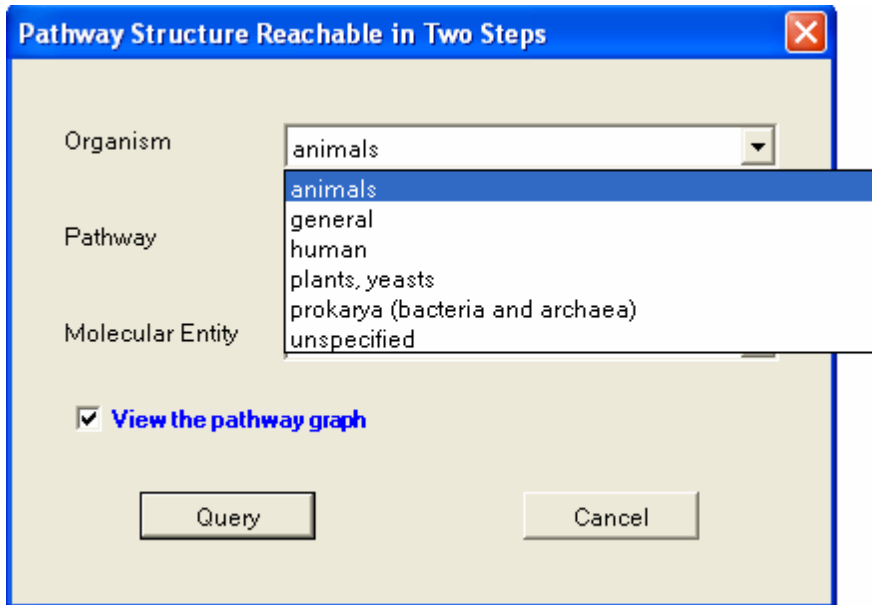 Pathway Structure Reachable in Two Steps
Organism
animals
animals
general
Pathway
human
plants, yeasts
prokarya (bacteria and archaea)
Molecular Entity
unspecified
View the pathway graph
Query
Cancel